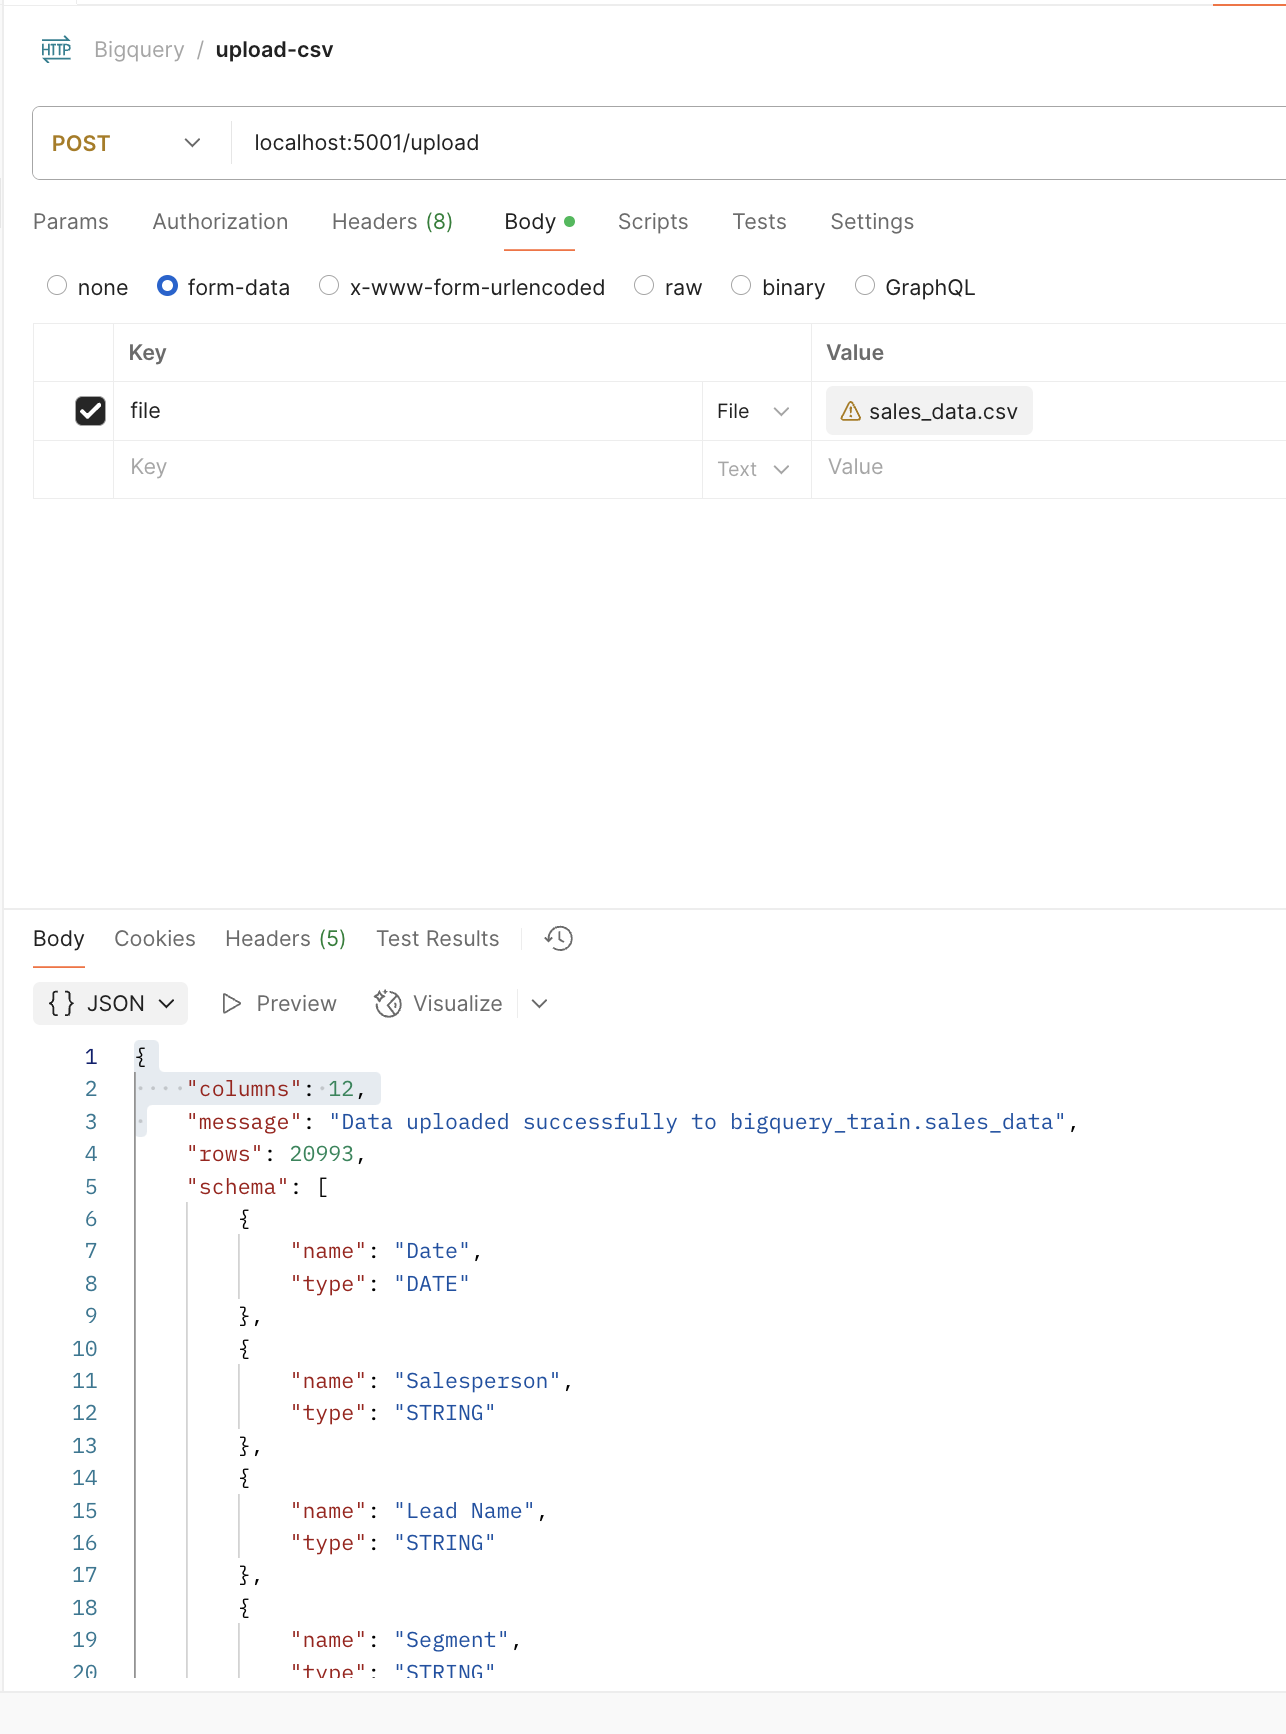 HTTP Bigquery / upload-csv
POST localhost:5001/upload
Params Authorization Headers (8) Body Scripts Tests Settings
none form-data x-www-form-urlencoded raw binary GraphQL
Key Value
file File sales_data.csv
Key Text Value
Body Cookies Headers (5) Test Results
{} JSON Preview Visualize
1 {
2 "columns": 12,
3 "message": "Data uploaded successfully to bigquery_train.sales_data",
4 "rows": 20993,
5 "schema": [
6 {
7 "name": "Date",
8 "type": "DATE"
9 },
10 {
11 "name": "Salesperson",
12 "type": "STRING"
13 },
14 {
15 "name": "Lead Name",
16 "type": "STRING"
17 },
18 {
19 "name": "Segment",
20 "type": "STRING"